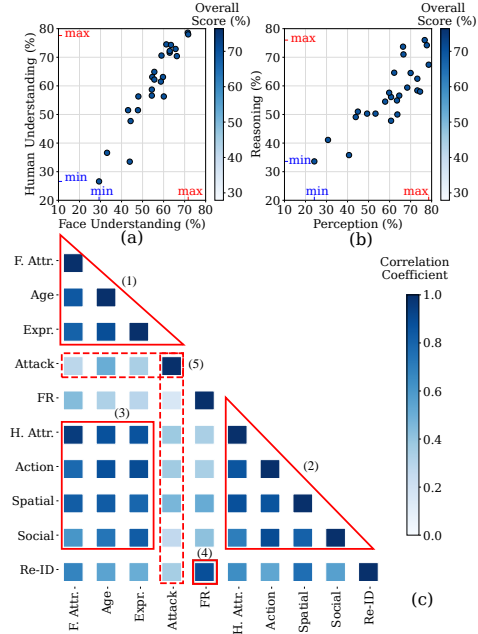 Overall
Score (%)
80
70
60
50
40
30
20
Human Understanding (%)
max
min
min
max
10 20 30 40 50 60 70 80
Face Understanding (%)
(a)
70
60
50
40
30
Overall
Score (%)
80
70
60
50
40
30
20
Reasoning (%)
max
min
min
max
10 20 30 40 50 60 70 80
Perception (%)
(b)
70
60
50
40
30
F. Attr.
Age
Expr.
Attack
FR
H. Attr.
Action
Spatial
Social
Re-ID
(1)
(5)
(3)
(2)
(4)
F. Attr.
Age
Expr.
Attack
FR
H. Attr.
Action
Spatial
Social
Re-ID
(c)
Correlation
Coefficient
1.0
0.8
0.6
0.4
0.2
0.0